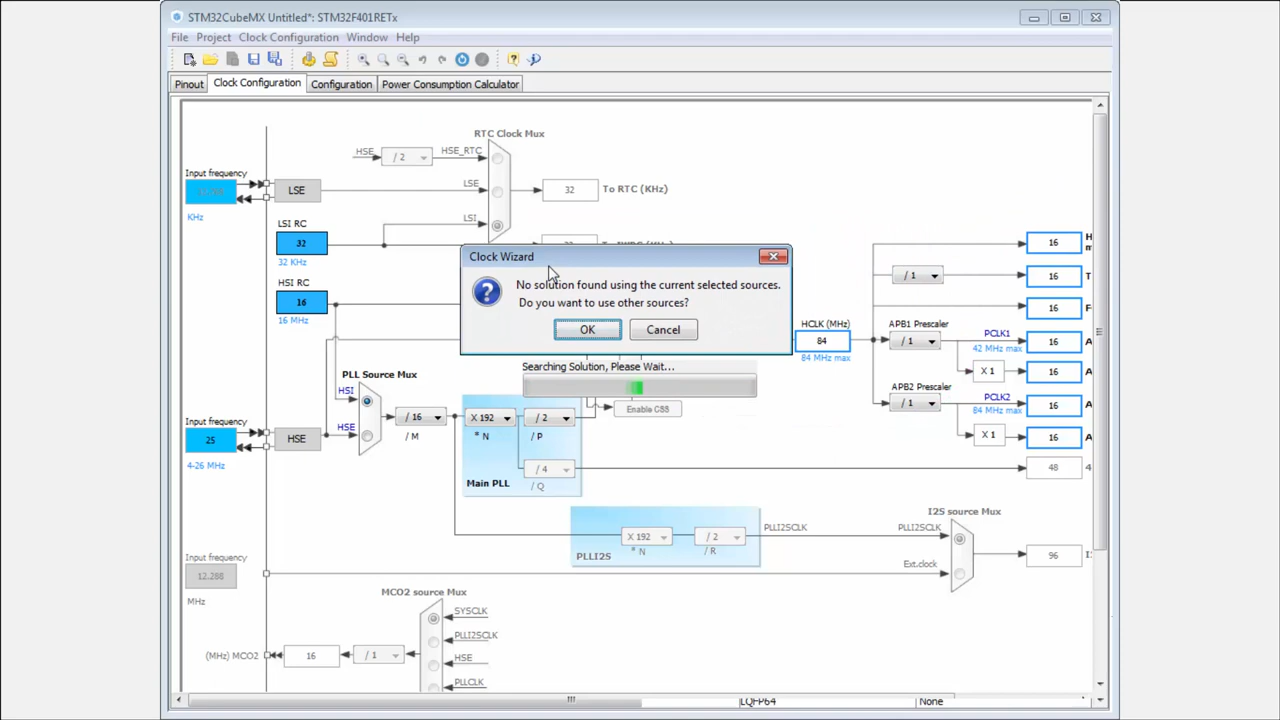 STM32CubeMX Untitled*: STM32F401RETx
File Project Clock Configuration Window Help
Pinout Clock Configuration Configuration Power Consumption Calculator
RTC Clock Mux
HSE / 2 HSE_RTC
Input frequency
LSE LSE 32 To RTC (KHz)
KHz
LSI RC LSI
32
32 KHz
HSI RC
16
16 MHz
Clock Wizard
No solution found using the current selected sources.
Do you want to use other sources?
OK Cancel
Searching Solution, Please Wait...
Enable CSS
16
/ 1 16
16
HCLK (MHz) APB1 Prescaler
84 / 1 PCLK1 16
84 MHz max 42 MHz max
X 1 16
APB2 Prescaler
/ 1 PCLK2 16
84 MHz max
X 1 16
PLL Source Mux
HSI
Input frequency
25 HSE HSE / 16 X 192 / 2
4-26 MHz / M * N / P
/ 4 48
Main PLL / Q
PLLI2S X 192 / 2 PLLI2SCLK PLLI2SCLK I2S source Mux
* N / R
96
Input frequency Ext.clock
12.288
MHz
MCO2 source Mux
SYSCLK
PLLI2SCLK
(MHz) MCO2 16 / 1 HSE
PLLCLK
LQFP64 None